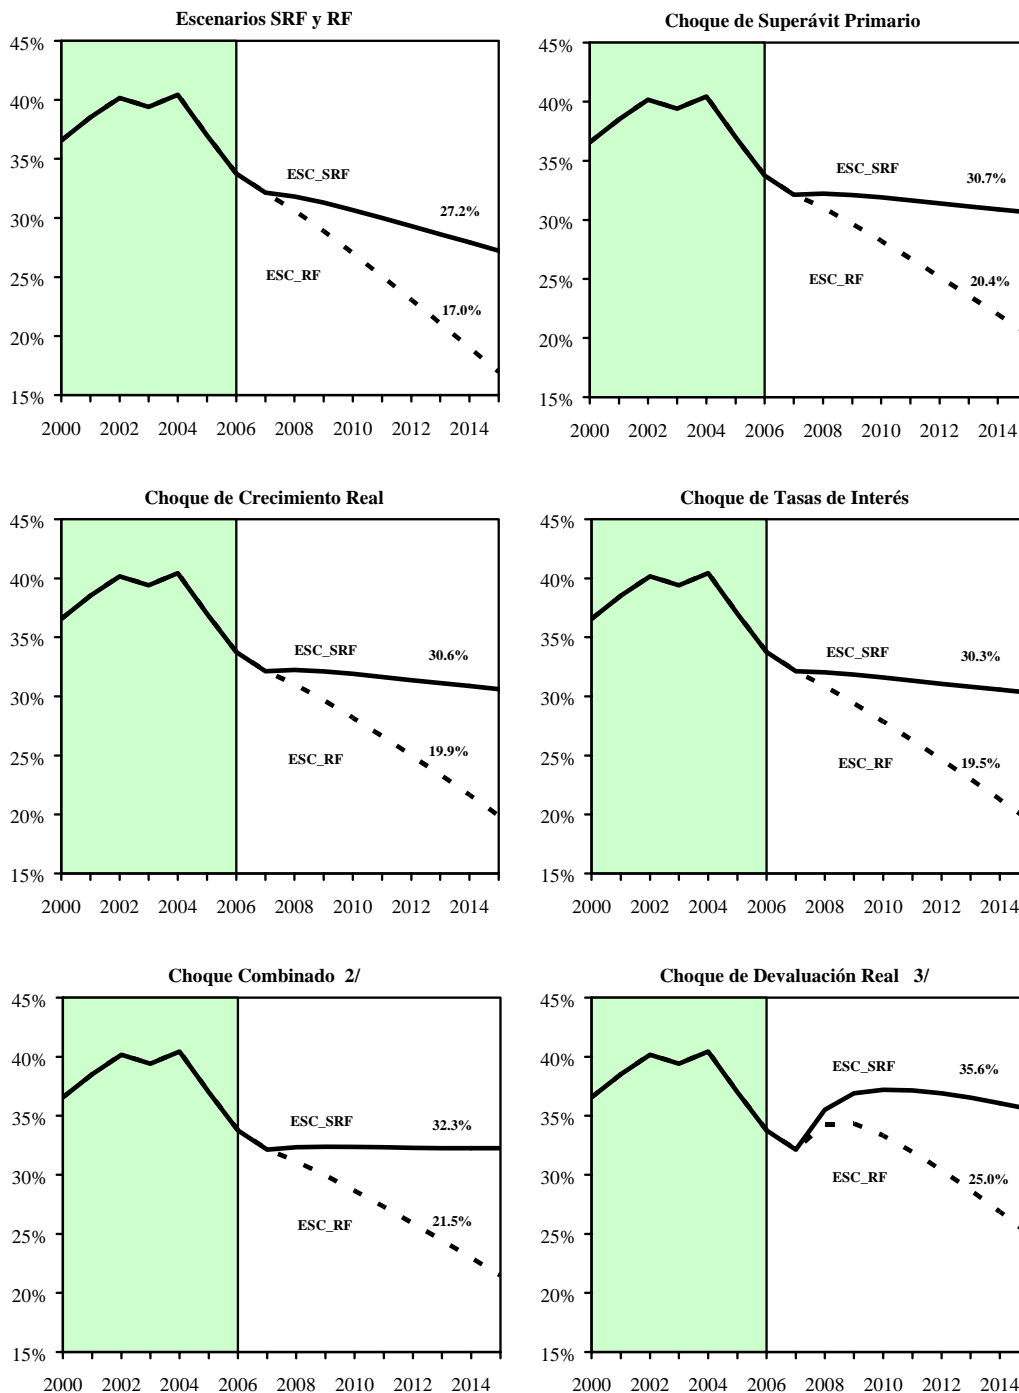 Escenarios SRF y RF
45%
40%
35%
30%
25%
20%
15%
ESC_SRF
27.2%
ESC_RF
17.0%
2000 2002 2004 2006 2008 2010 2012 2014
Choque de Superávit Primario
45%
40%
35%
30%
25%
20%
15%
ESC_SRF
30.7%
ESC_RF
20.4%
2000 2002 2004 2006 2008 2010 2012 2014
Choque de Crecimiento Real
45%
40%
35%
30%
25%
20%
15%
ESC_SRF
30.6%
ESC_RF
19.9%
2000 2002 2004 2006 2008 2010 2012 2014
Choque de Tasas de Interés
45%
40%
35%
30%
25%
20%
15%
ESC_SRF
30.3%
ESC_RF
19.5%
2000 2002 2004 2006 2008 2010 2012 2014
Choque Combinado 2/
45%
40%
35%
30%
25%
20%
15%
ESC_SRF
32.3%
ESC_RF
21.5%
2000 2002 2004 2006 2008 2010 2012 2014
Choque de Devaluación Real 3/
45%
40%
35%
30%
25%
20%
15%
ESC_SRF
35.6%
ESC_RF
25.0%
2000 2002 2004 2006 2008 2010 2012 2014